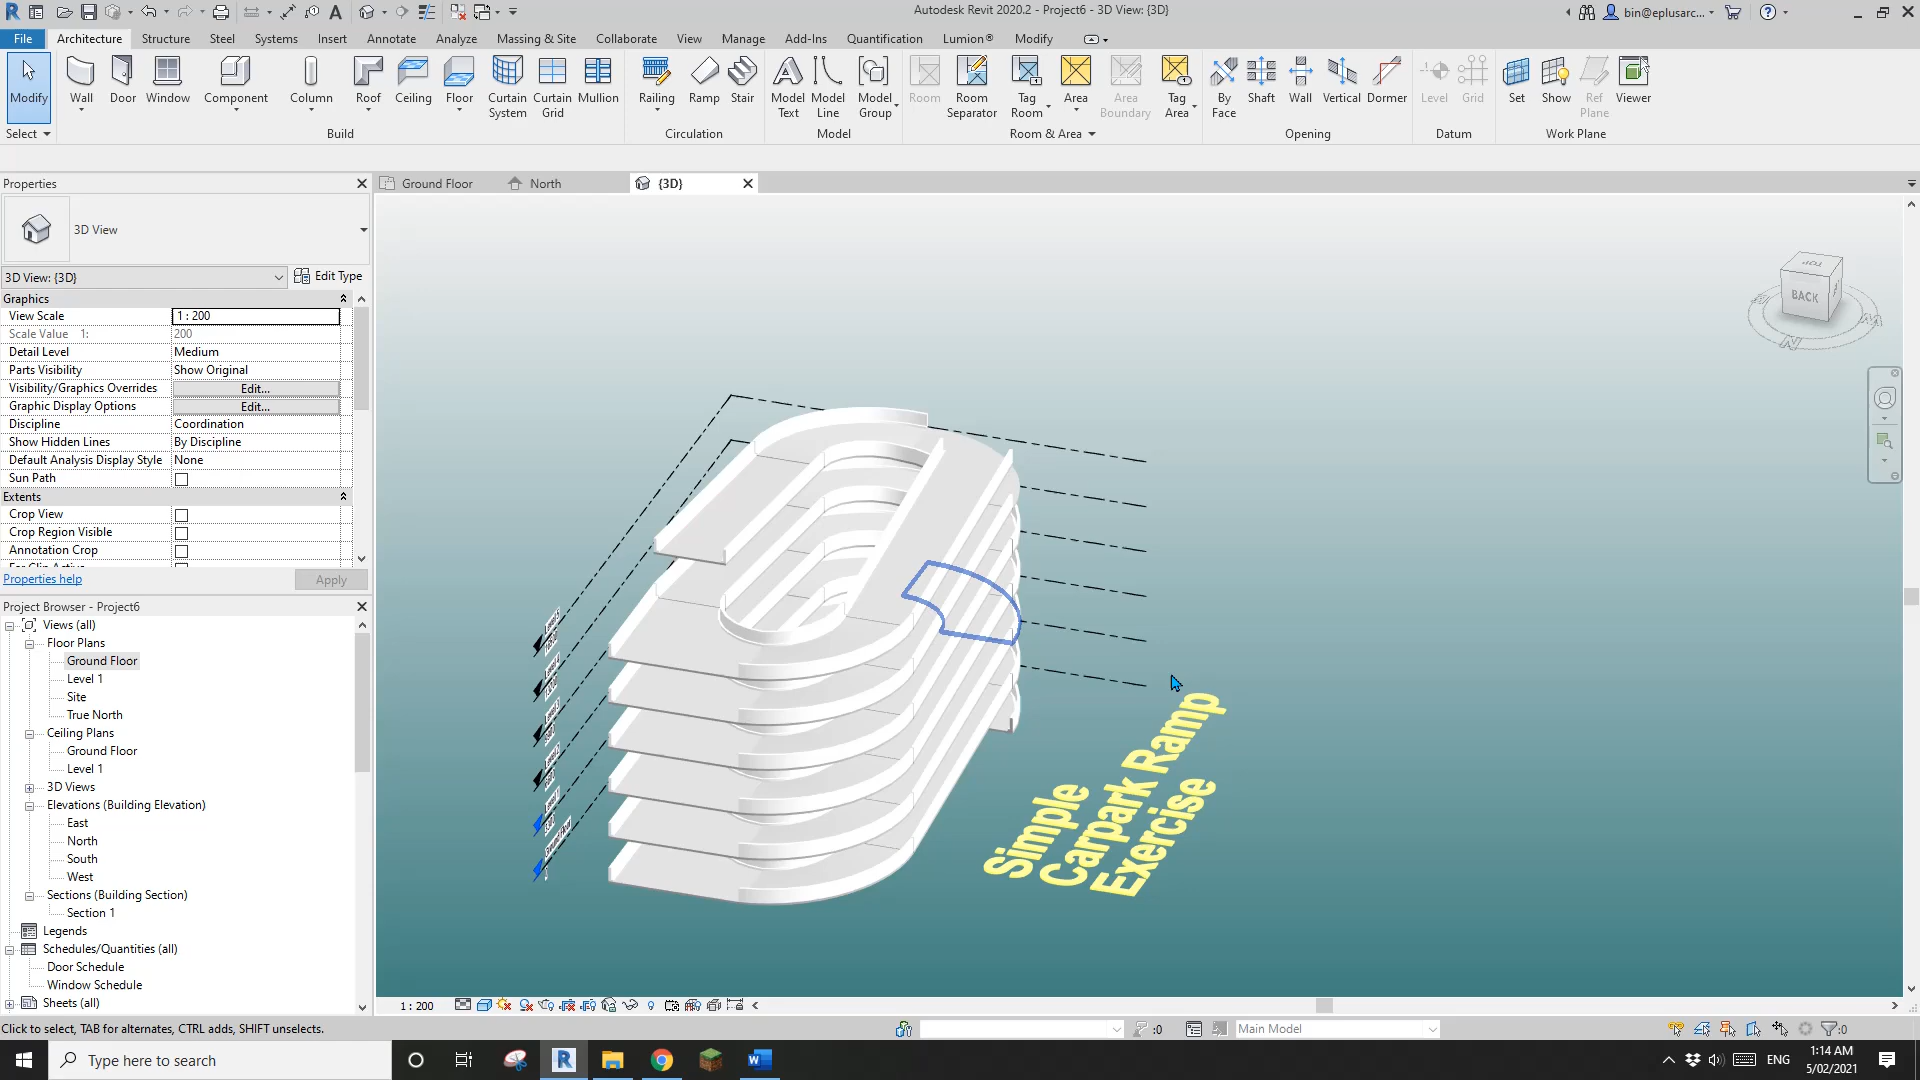 Autodesk Revit 2020.2 - Project6 - 3D View: {3D}
bin@eplusarc...
File Architecture Structure Steel Systems Insert Annotate Analyze Massing & Site Collaborate View Manage Add-Ins Quantification Lumion® Modify
Modify Wall Door Window Component Column Roof Ceiling Floor Curtain System Curtain Grid Mullion Railing Ramp Stair Model Text Model Line Model Group Room Room Separator Tag Room Area Area Boundary Tag Area By Face Shaft Wall Vertical Dormer Level Grid Set Show Ref Plane Viewer
Select Build Circulation Model Room & Area Opening Datum Work Plane
Properties
Ground Floor North {3D}
3D View
3D View: {3D} Edit Type
Graphics
View Scale 1 : 200
Scale Value 1: 200
Detail Level Medium
Parts Visibility Show Original
Visibility/Graphics Overrides Edit...
Graphic Display Options Edit...
Discipline Coordination
Show Hidden Lines By Discipline
Default Analysis Display Style None
Sun Path
Extents
Crop View
Crop Region Visible
Annotation Crop
Properties help Apply
TOP
BACK
N
Project Browser - Project6
Views (all)
Floor Plans
Ground Floor
Level 1
Site
True North
Ceiling Plans
Ground Floor
Level 1
3D Views
Elevations (Building Elevation)
East
North
South
West
Sections (Building Section)
Section 1
Legends
Schedules/Quantities (all)
Door Schedule
Window Schedule
Sheets (all)
Simple
Carpark Ramp
Exercise
1 : 200
Click to select, TAB for alternates, CTRL adds, SHIFT unselects.
:0
Main Model
:0
Type here to search
ENG
1:14 AM
5/02/2021